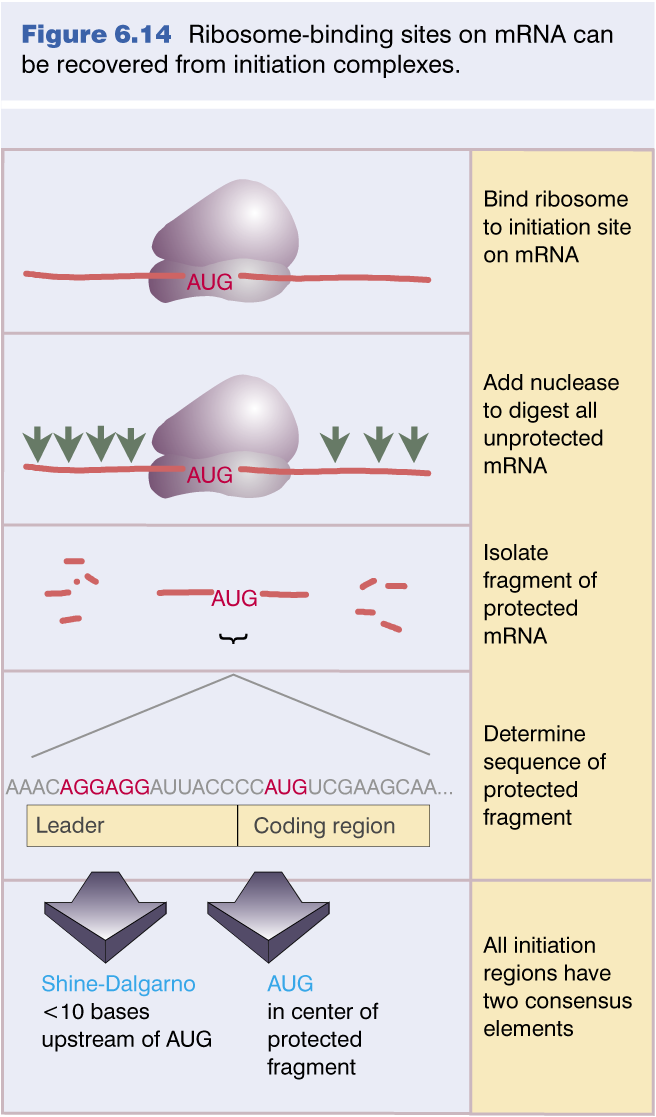 Figure 6.14 Ribosome-binding sites on mRNA can
be recovered from initiation complexes.
AUG
Bind ribosome
to initiation site
on mRNA
AUG
Add nuclease
to digest all
unprotected
mRNA
AUG
Isolate
fragment of
protected
mRNA
AAACAGGAGGAUUACCCCAUGUCGAAGCAA...
Leader
Coding region
Determine
sequence of
protected
fragment
Shine-Dalgarno
<10 bases
upstream of AUG
AUG
in center of
protected
fragment
All initiation
regions have
two consensus
elements